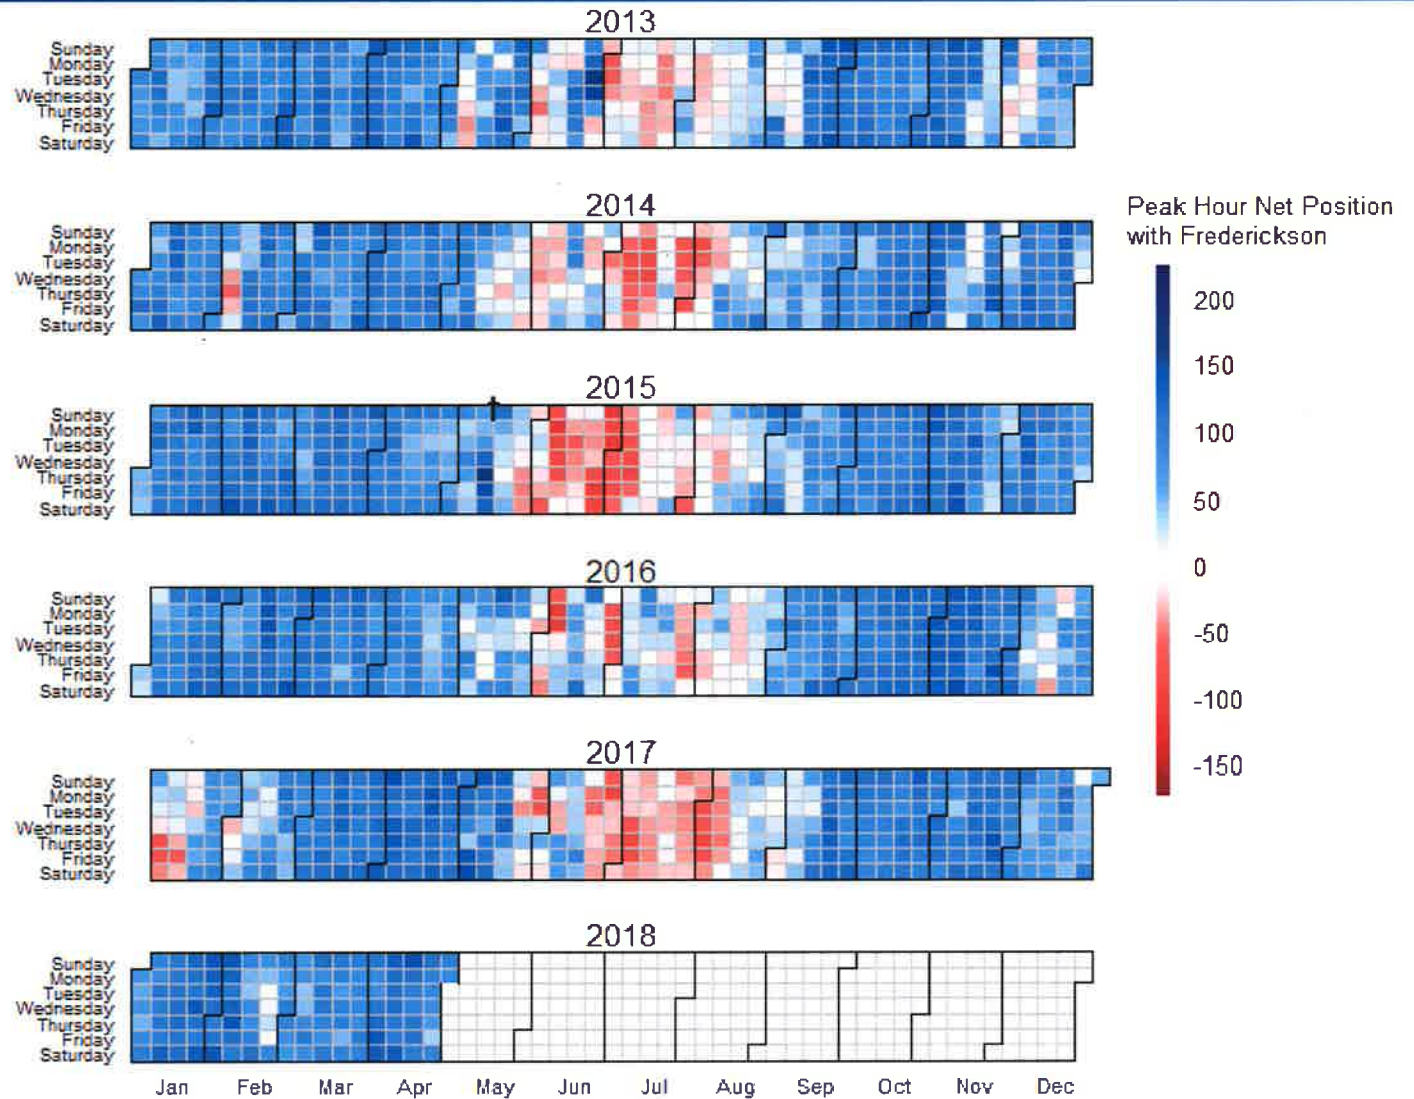 2013
Sunday
Monday
Tuesday
Wednesday
Thursday
Friday
Saturday
2014
Sunday
Monday
Tuesday
Wednesday
Thursday
Friday
Saturday
Peak Hour Net Position
with Frederickson
200
150
100
50
0
-50
-100
-150
2015
Sunday
Monday
Tuesday
Wednesday
Thursday
Friday
Saturday
2016
Sunday
Monday
Tuesday
Wednesday
Thursday
Friday
Saturday
2017
Sunday
Monday
Tuesday
Wednesday
Thursday
Friday
Saturday
2018
Sunday
Monday
Tuesday
Wednesday
Thursday
Friday
Saturday
Jan Feb Mar Apr May Jun Jul Aug Sep Oct Nov Dec